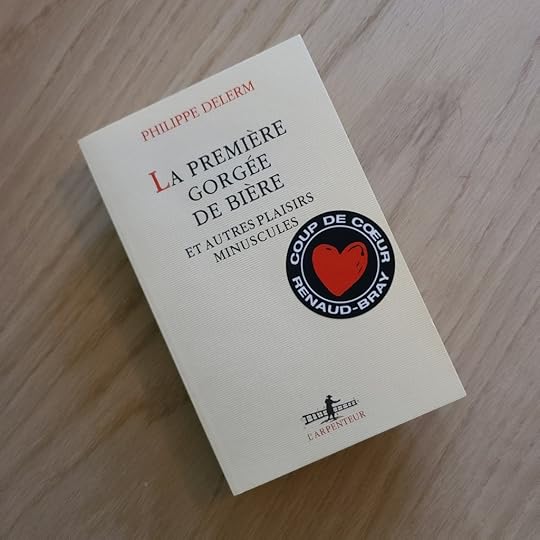 PHILIPPE DELERM
LA PREMIÈRE
GORGÉE
DE BIÈRE
ET AUTRES PLAISIRS
MINUSCULES
COUP DE CŒUR
RENAUD-BRAY
L'ARPENTEUR